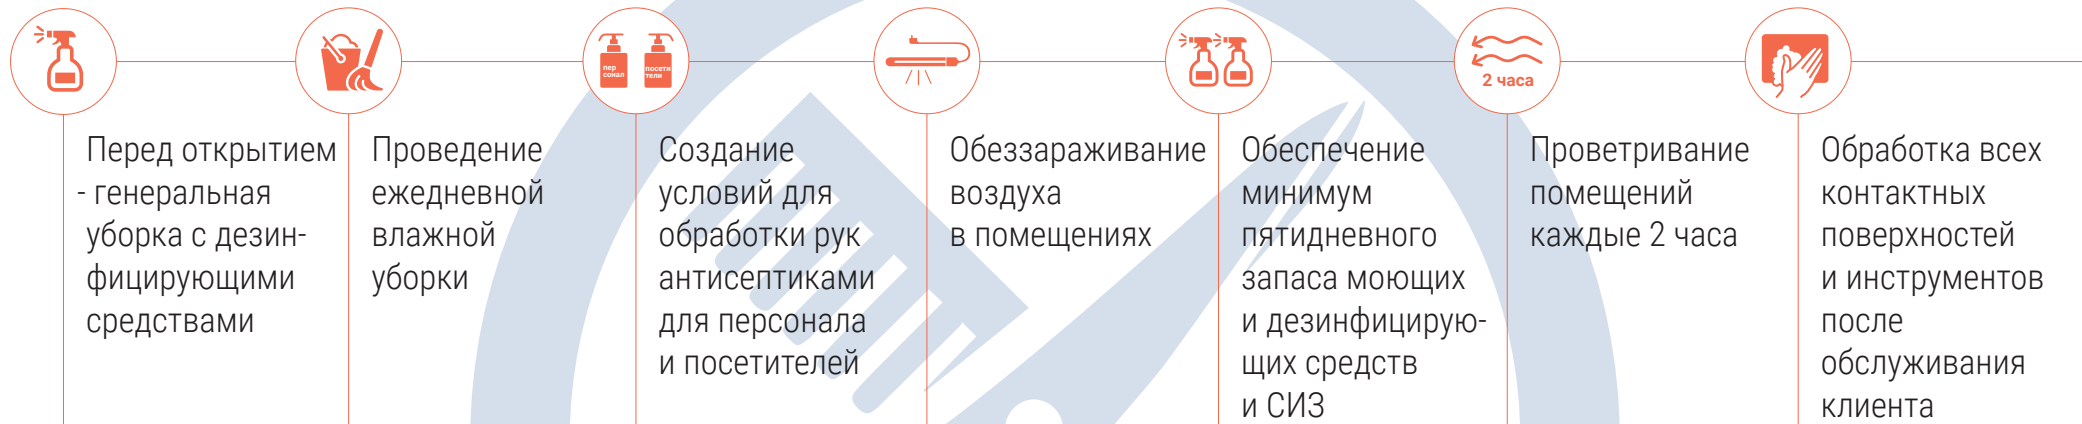 пер
сонал
посети
тели
2 часа
Перед открытием
- генеральная
уборка с дезин-
фицирующими
средствами
Проведение
ежедневной
влажной
уборки
Создание
условий для
обработки рук
антисептиками
для персонала
и посетителей
Обеззараживание
воздуха
в помещениях
Обеспечение
минимум
пятидневного
запаса моющих
и дезинфицирую-
щих средств
и СИЗ
Проветривание
помещений
каждые 2 часа
Обработка всех
контактных
поверхностей
и инструментов
после
обслуживания
клиента